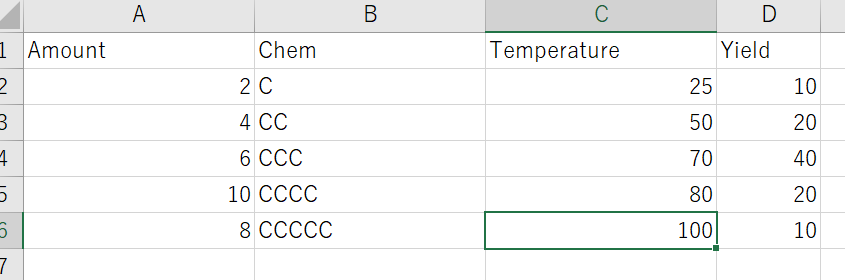 A B C D
1 Amount Chem Temperature Yield
2 2 C 25 10
3 4 CC 50 20
4 6 CCC 70 40
5 10 CCCC 80 20
6 8 CCCCC 100 10
7